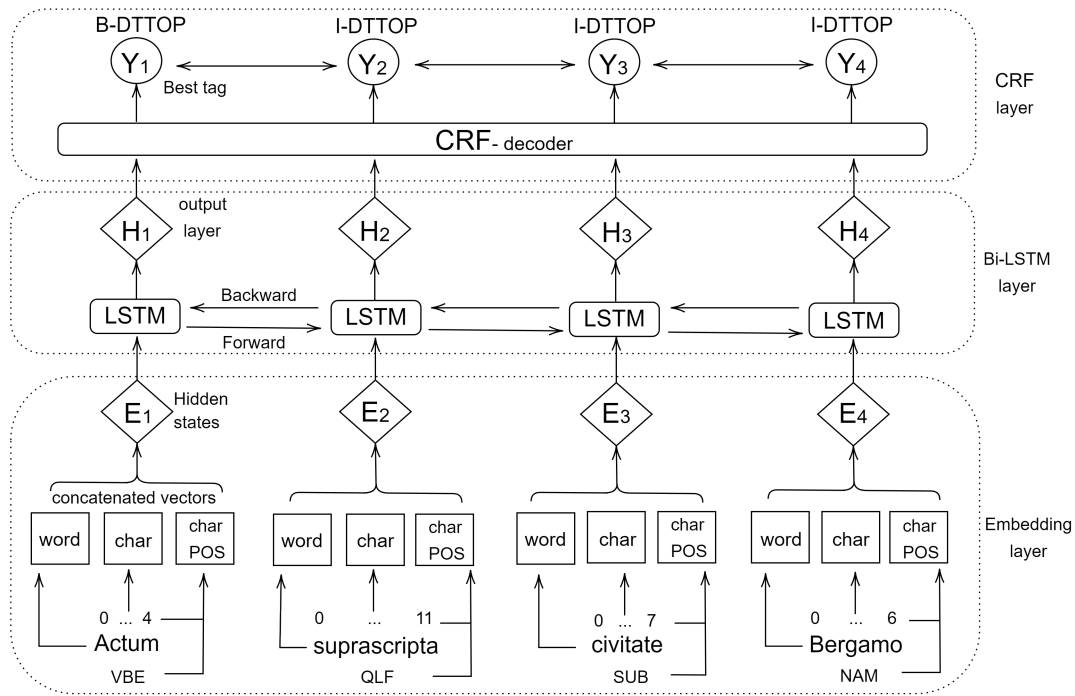 B-DTTOP I-DTTOP I-DTTOP I-DTTOP
Y1 Y2 Y3 Y4
Best tag
CRF
layer
CRF- decoder
output
layer
H1 H2 H3 H4
Bi-LSTM
layer
Backward
LSTM LSTM LSTM LSTM
Forward
Hidden
states
E1 E2 E3 E4
concatenated vectors
word char char POS word char char POS word char char POS word char char POS
Embedding
layer
0 ... 4 0 ... 11 0 ... 7 0 ... 6
Actum suprascripta civitate Bergamo
VBE QLF SUB NAM